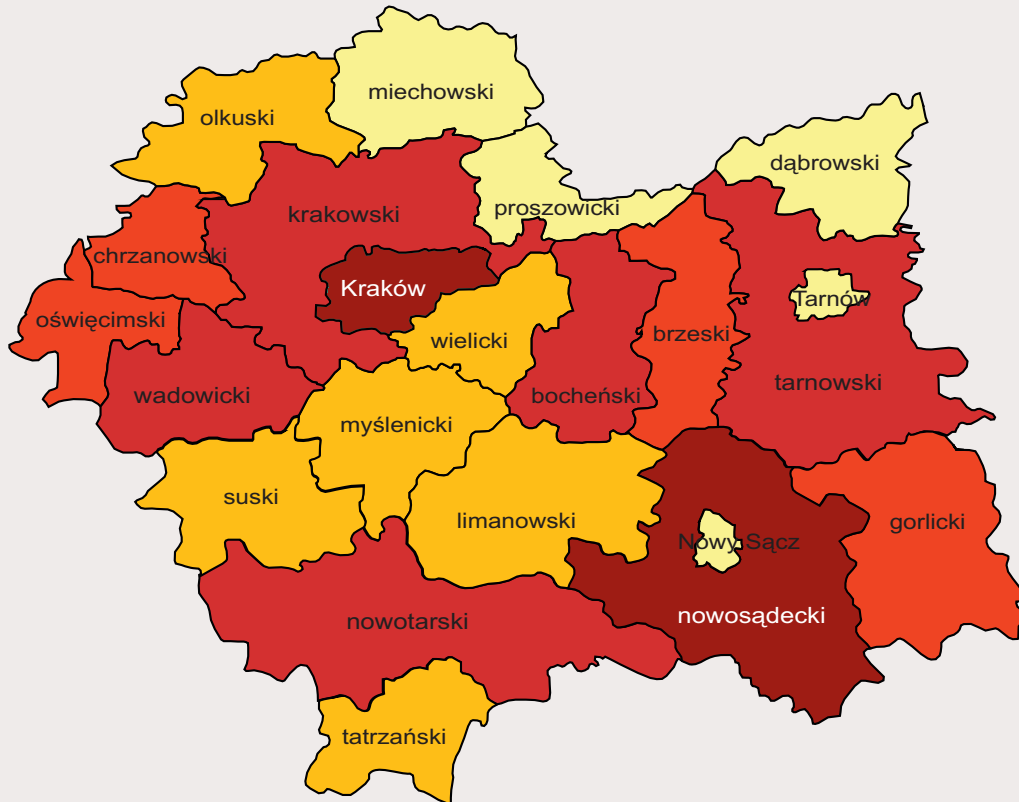 miechowski
olkuski
dąbrowski
proszowicki
krakowski
chrzanowski
Kraków
Tarnów
oświęcimski
wielicki
brzeski
wadowicki
bocheński
tarnowski
myślenicki
suski
limanowski
gorlicki
Nowy Sącz
nowosądecki
nowotarski
tatrzański